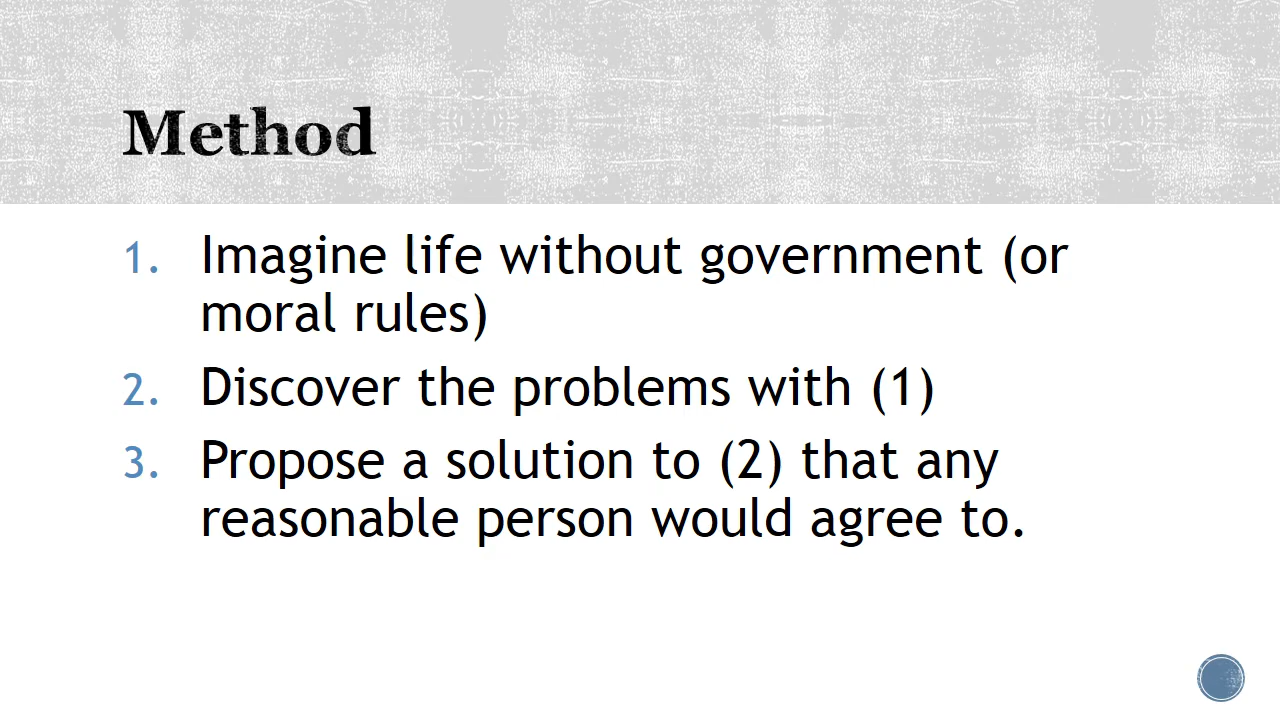 Method
1. Imagine life without government (or
moral rules)
2. Discover the problems with (1)
3. Propose a solution to (2) that any
reasonable person would agree to.